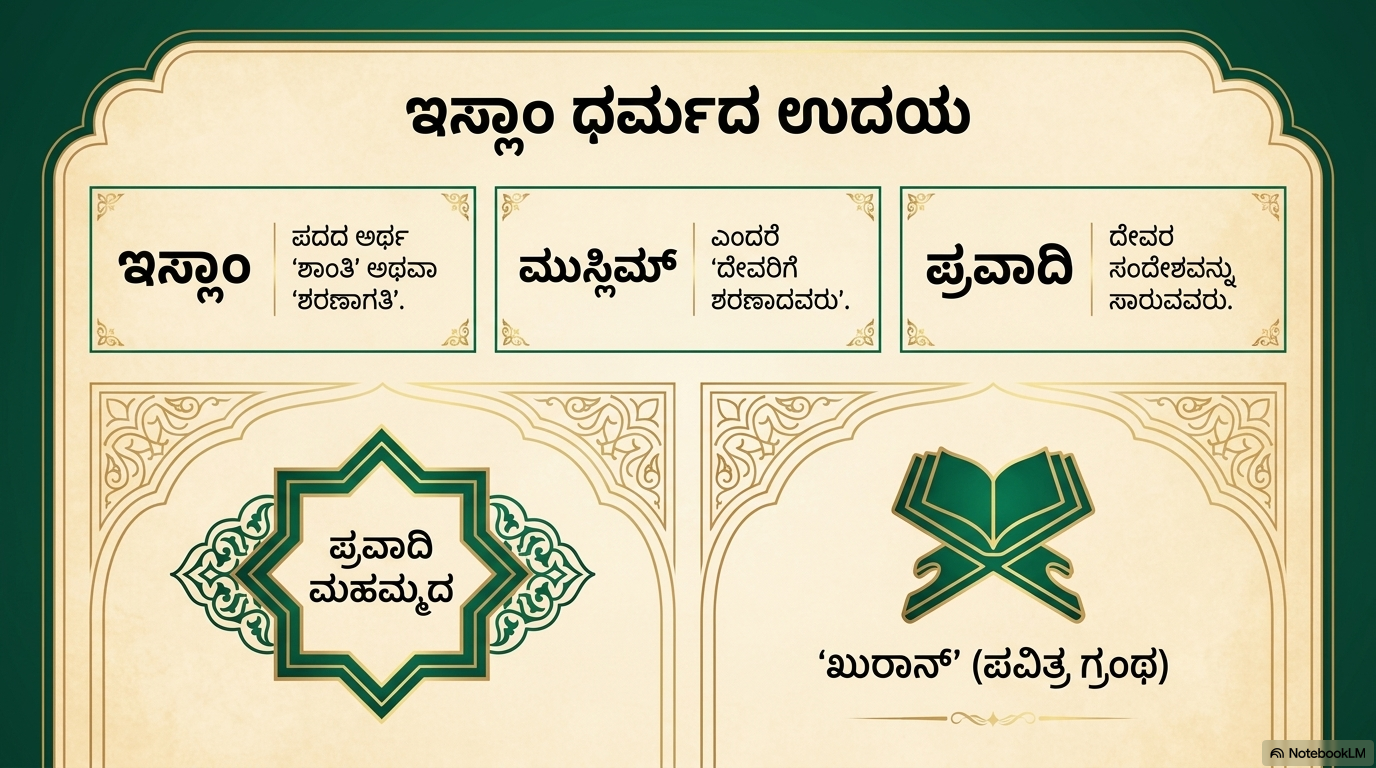 ಇಸ್ಲಾಂ ಧರ್ಮದ ಉದಯ
ಇಸ್ಲಾಂ
ಪದದ ಅರ್ಥ
‘ಶಾಂತಿ’ ಅಥವಾ
‘ಶರಣಾಗತಿ’.
ಮುಸ್ಲಿಮ್
ಎಂದರೆ
‘ದೇವರಿಗೆ
ಶರಣಾದವರು’.
ಪ್ರವಾದಿ
ದೇವರ
ಸಂದೇಶವನ್ನು
ಸಾರುವವರು.
ಪ್ರವಾದಿ
ಮಹಮ್ಮದ
‘ಖುರಾನ್’ (ಪವಿತ್ರ ಗ್ರಂಥ)
NotebookLM